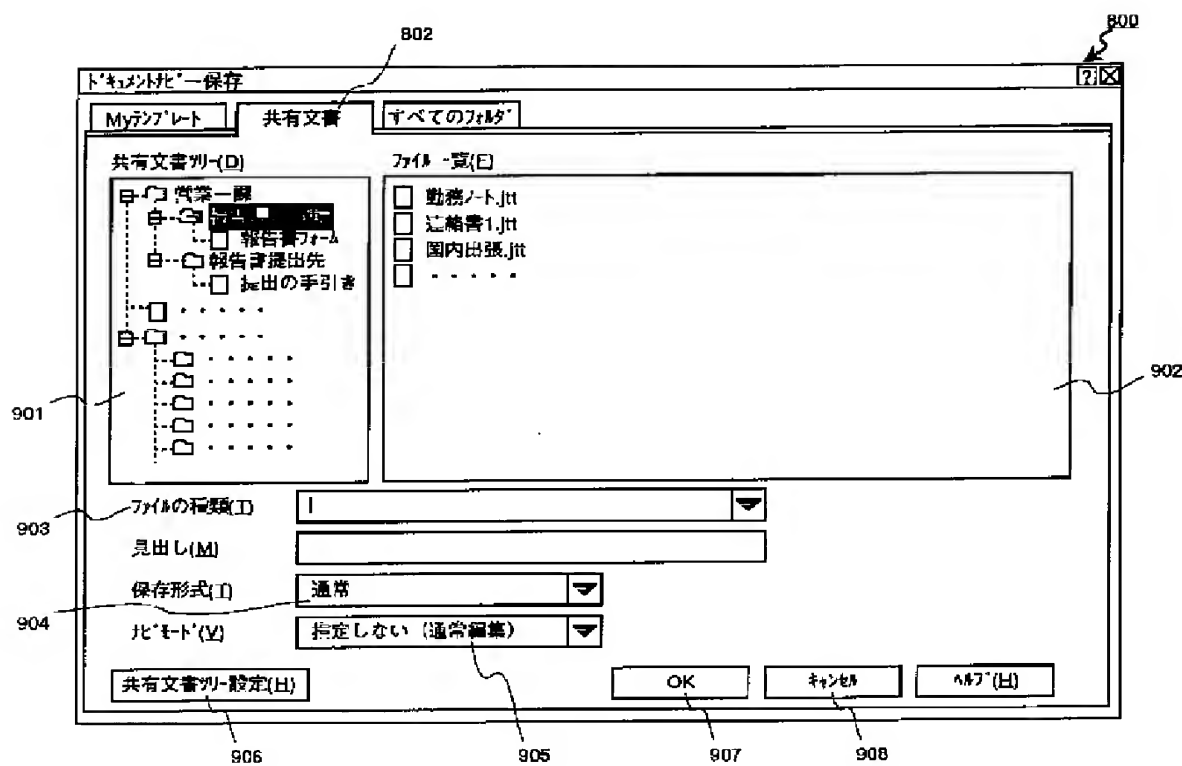 800
802
ドキュメントナビー保存
Myテンプレート 共有文書 すべてのフォルダ
共有文書ツリー(D) ファイル一覧(F)
営業一課
報告書フォーム
報告書提出先
提出の手引き
・・・・・
・・・・・
・・・・・
・・・・・
・・・・・
・・・・・
・・・・・
勤務ノート.jtt
連絡書1.jtt
国内出張.jtt
・・・・・
901
902
903
ファイルの種類(T)
見出し(M)
保存形式(T) 通常
904
ナビモード(V) 指定しない (通常編集)
共有文書ツリー設定(H) OK キャンセル ヘルプ(H)
906 905 907 908